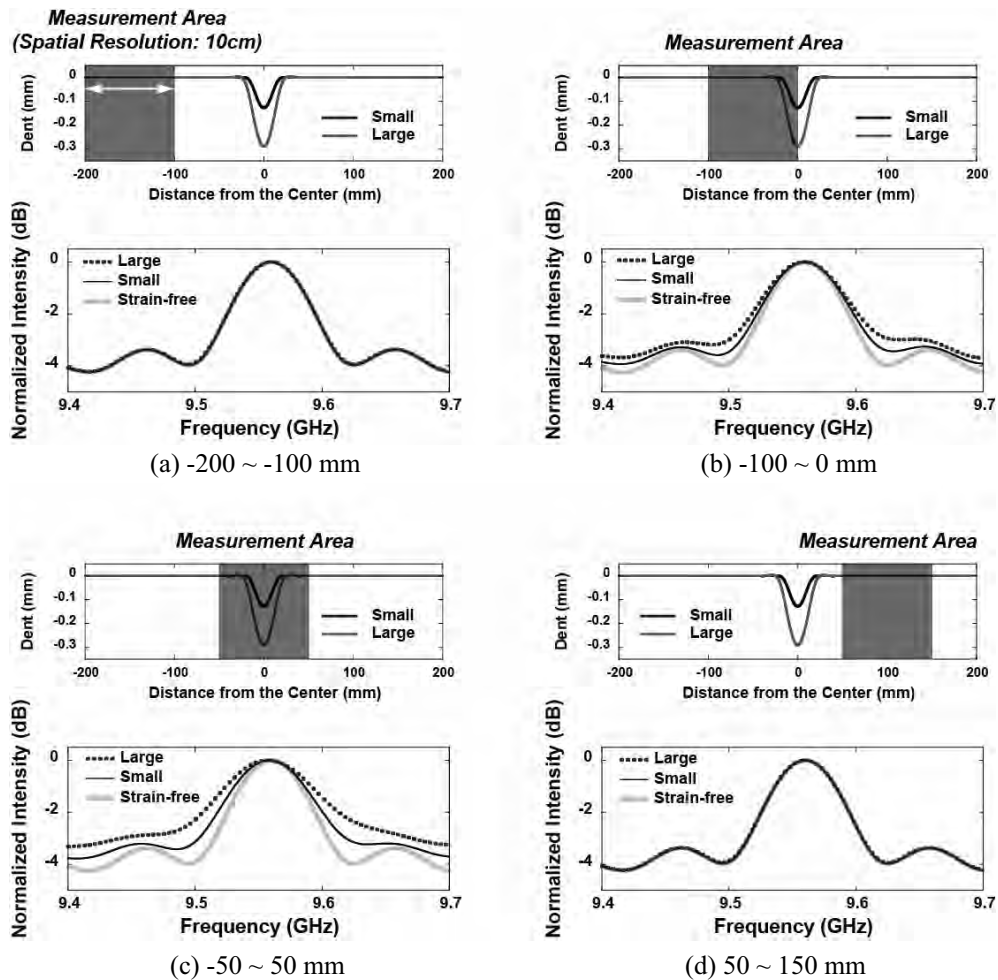 Measurement Area
(Spatial Resolution: 10cm)
Dent (mm)
0
-0.1
-0.2
-0.3
Small
Large
-200 -100 0 100 200
Distance from the Center (mm)
Normalized Intensity (dB)
0
-2
-4
Large
Small
Strain-free
9.4 9.5 9.6 9.7
Frequency (GHz)
(a) -200 ~ -100 mm
Measurement Area
Dent (mm)
0
-0.1
-0.2
-0.3
Small
Large
-200 -100 0 100 200
Distance from the Center (mm)
Normalized Intensity (dB)
0
-2
-4
Large
Small
Strain-free
9.4 9.5 9.6 9.7
Frequency (GHz)
(b) -100 ~ 0 mm
Measurement Area
Dent (mm)
0
-0.1
-0.2
-0.3
Small
Large
-200 -100 0 100 200
Distance from the Center (mm)
Normalized Intensity (dB)
0
-2
-4
Large
Small
Strain-free
9.4 9.5 9.6 9.7
Frequency (GHz)
(c) -50 ~ 50 mm
Measurement Area
Dent (mm)
0
-0.1
-0.2
-0.3
Small
Large
-200 -100 0 100 200
Distance from the Center (mm)
Normalized Intensity (dB)
0
-2
-4
Large
Small
Strain-free
9.4 9.5 9.6 9.7
Frequency (GHz)
(d) 50 ~ 150 mm